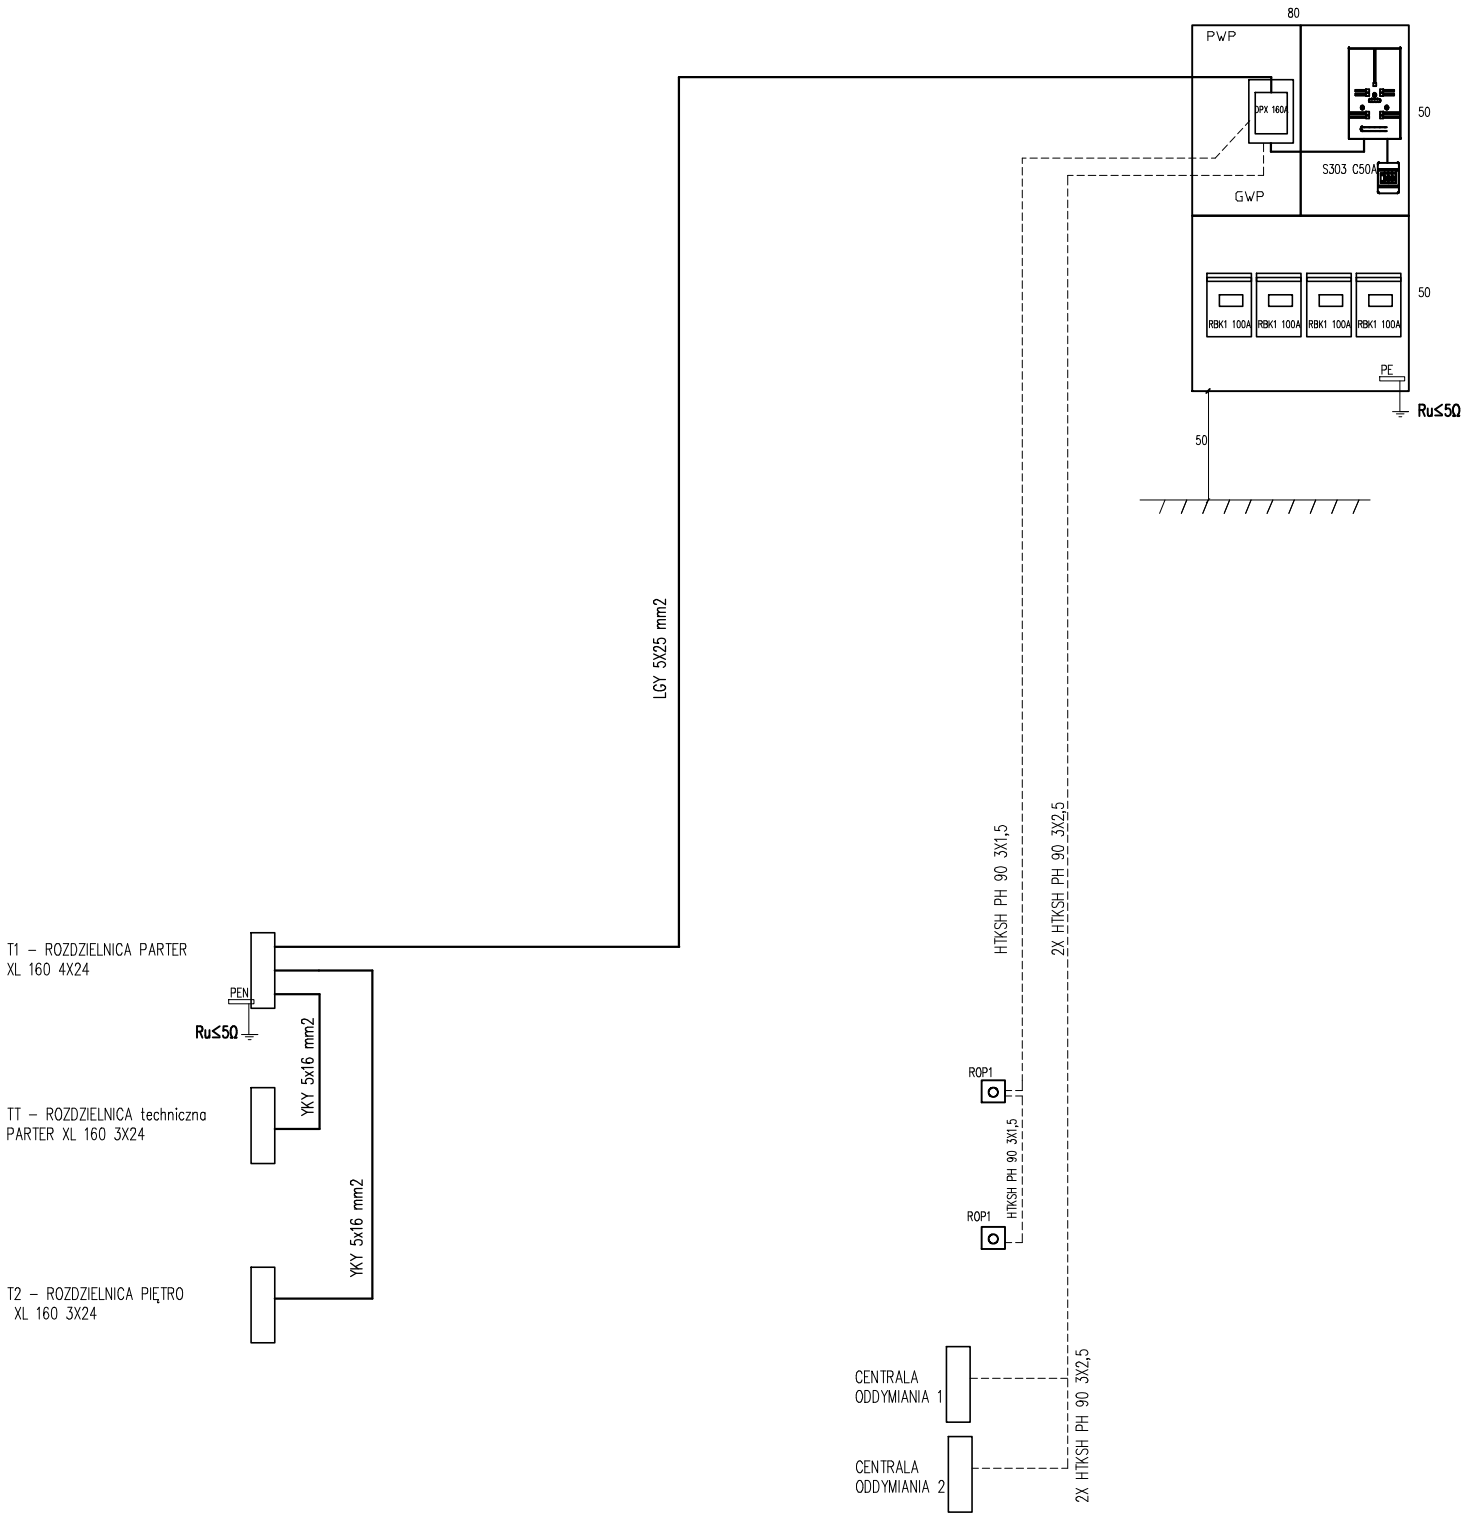 80
PWP
DPX 160A
50
S303 C50A
GWP
50
RBK1 100A
RBK1 100A
RBK1 100A
RBK1 100A
PE
Ru≤5Ω
50
LGY 5X25 mm2
HTKSH PH 90 3X1,5
2X HTKSH PH 90 3X2,5
T1 – ROZDZIELNICA PARTER
XL 160 4X24
PEN
Ru≤5Ω
YKY 5x16 mm2
TT – ROZDZIELNICA techniczna
PARTER XL 160 3X24
YKY 5x16 mm2
T2 – ROZDZIELNICA PIĘTRO
XL 160 3X24
ROP1
HTKSH PH 90 3X1,5
ROP1
CENTRALA
ODDYMIANIA 1
2X HTKSH PH 90 3X2,5
CENTRALA
ODDYMIANIA 2